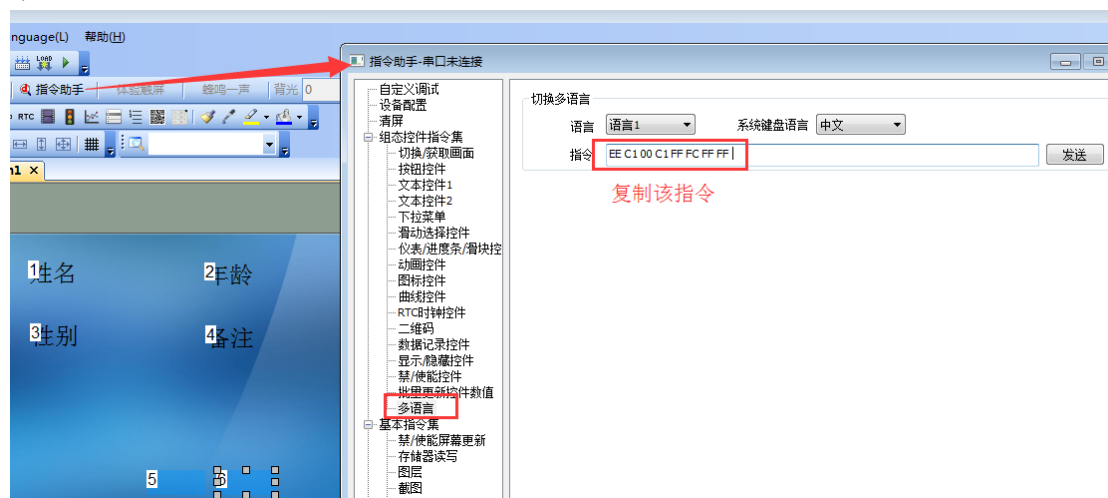 nguage(L) 帮助(H)
LOAD
指令助手 体验触屏 蜂鸣一声 背光 0
RTC
n1 ×
1姓名 2年龄
3性别 4备注
5 6
指令助手-串口未连接
自定义调试
设备配置
清屏
组态控件指令集
切换/获取画面
按钮控件
文本控件1
文本控件2
下拉菜单
滑动选择控件
仪表/进度条/滑块控
动画控件
图标控件
曲线控件
RTC时钟控件
二维码
数据记录控件
显示/隐藏控件
禁/使能控件
批里更新控件数值
多语言
基本指令集
禁/使能屏幕更新
存储器读写
图层
截图
切换多语言
语言 语言1 系统键盘语言 中文
指令 EE C1 00 C1 FF FC FF FF 发送
复制该指令